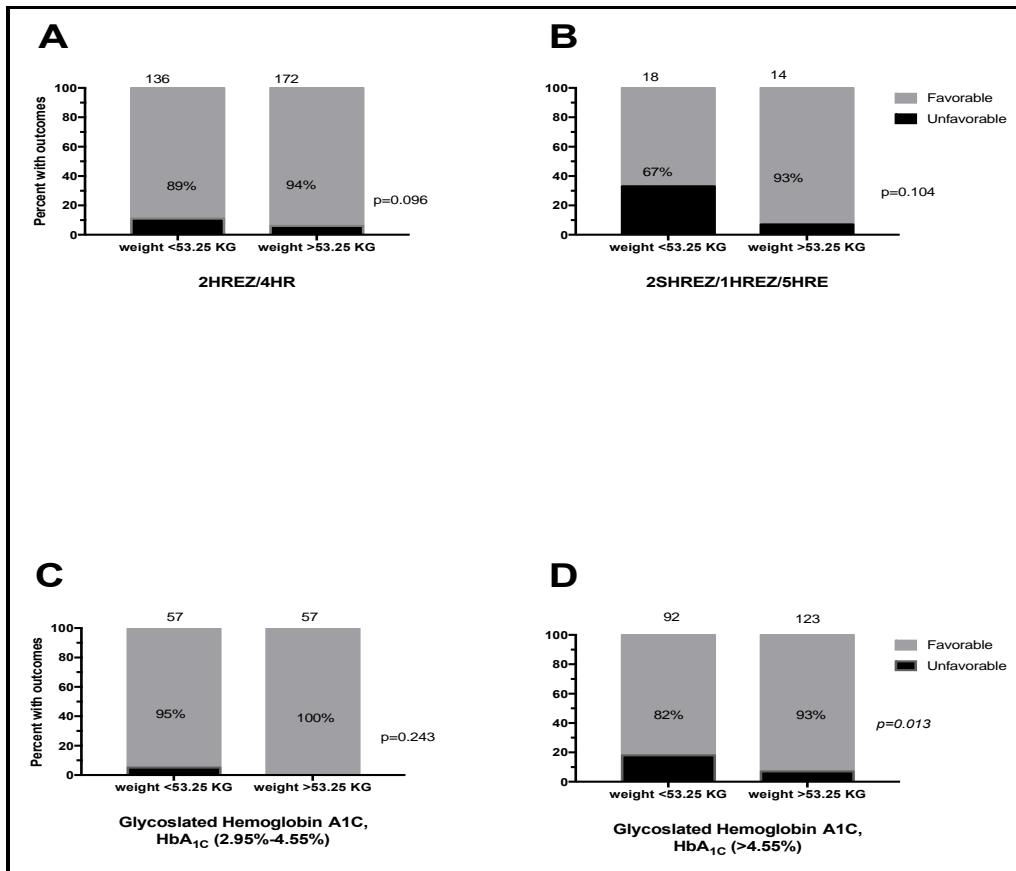 A
136 172
100
80
60
40
20
0
Percent with outcomes
89% 94%
p=0.096
weight <53.25 KG weight >53.25 KG
2HREZ/4HR
B
18 14
100
80
60
40
20
0
67% 93%
Favorable
Unfavorable
p=0.104
weight <53.25 KG weight >53.25 KG
2SHREZ/1HREZ/5HRE
C
57 57
100
80
60
40
20
0
Percent with outcomes
95% 100%
p=0.243
weight <53.25 KG weight >53.25 KG
Glycoslated Hemoglobin A1C,
HbA1C (2.95%-4.55%)
D
92 123
100
80
60
40
20
0
82% 93%
Favorable
Unfavorable
p=0.013
weight <53.25 KG weight >53.25 KG
Glycoslated Hemoglobin A1C,
HbA1C (>4.55%)